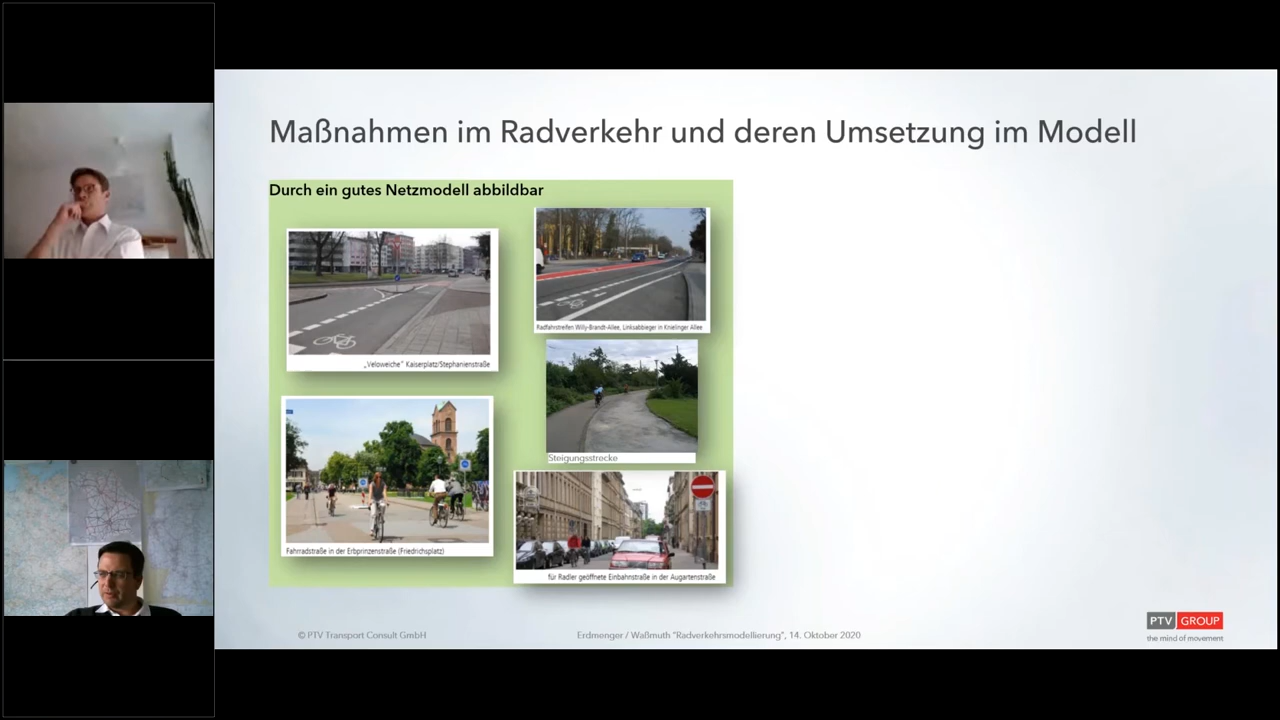 Maßnahmen im Radverkehr und deren Umsetzung im Modell
Durch ein gutes Netzmodell abbildbar
„Veloweiche“ Kaiserplatz/Stephanienstraße
Radfahrstreifen Willy-Brandt-Allee, Linksabbieger in Knielinger Allee
Steigungsstrecke
Fahrradstraße in der Erbprinzenstraße (Friedrichsplatz)
für Radler geöffnete Einbahnstraße in der Augartenstraße
© PTV Transport Consult GmbH
Erdmenger / Waßmuth "Radverkehrsmodellierung", 14. Oktober 2020
PTV GROUP
the mind of movement